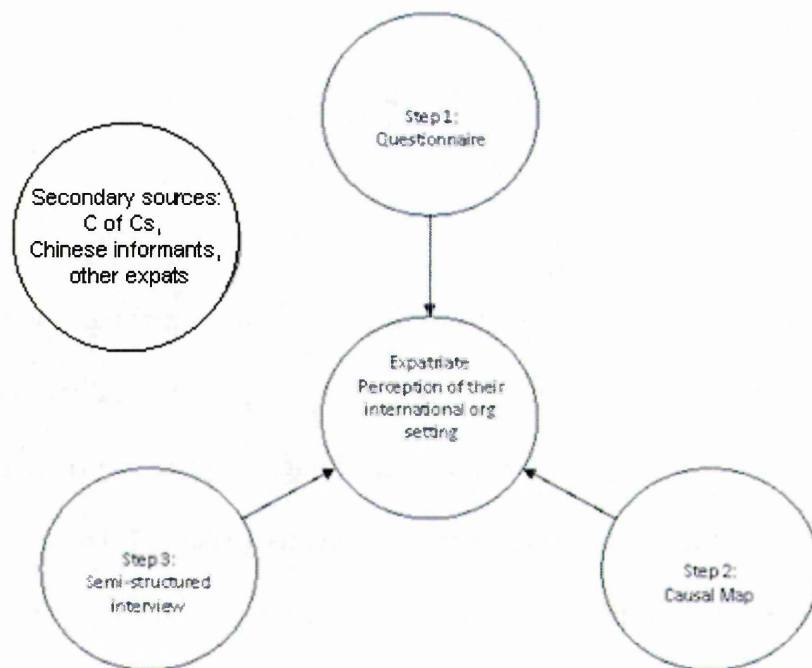 Step 1:
Questionnaire
Secondary sources:
C of Cs,
Chinese informants,
other expats
Expatriate
Perception of their
international org
setting
Step 3:
Semi-structured
interview
Step 2:
Causal Map